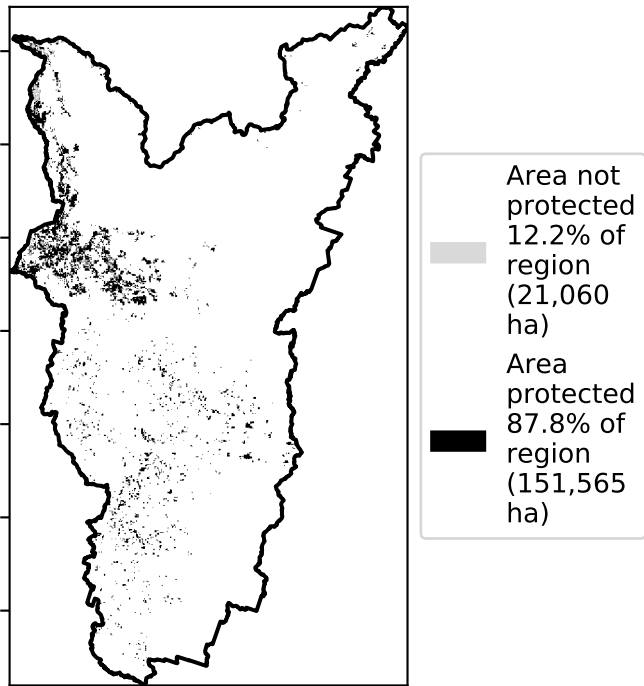 Area not
protected
12.2% of
region
(21,060
ha)
Area
protected
87.8% of
region
(151,565
ha)